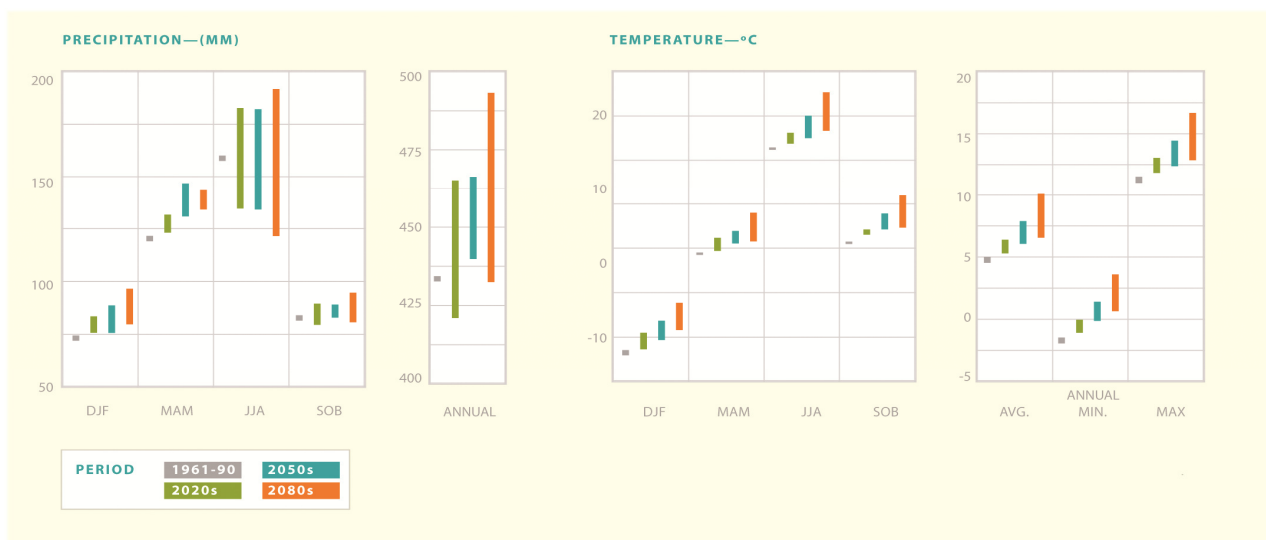 PRECIPITATION—(MM)
200
150
100
50
DJF MAM JJA SOB
500
475
450
425
400
ANNUAL
TEMPERATURE—ºC
20
10
0
-10
DJF MAM JJA SOB
20
15
10
5
0
-5
ANNUAL
AVG. MIN. MAX
PERIOD 1961-90 2050s
2020s 2080s